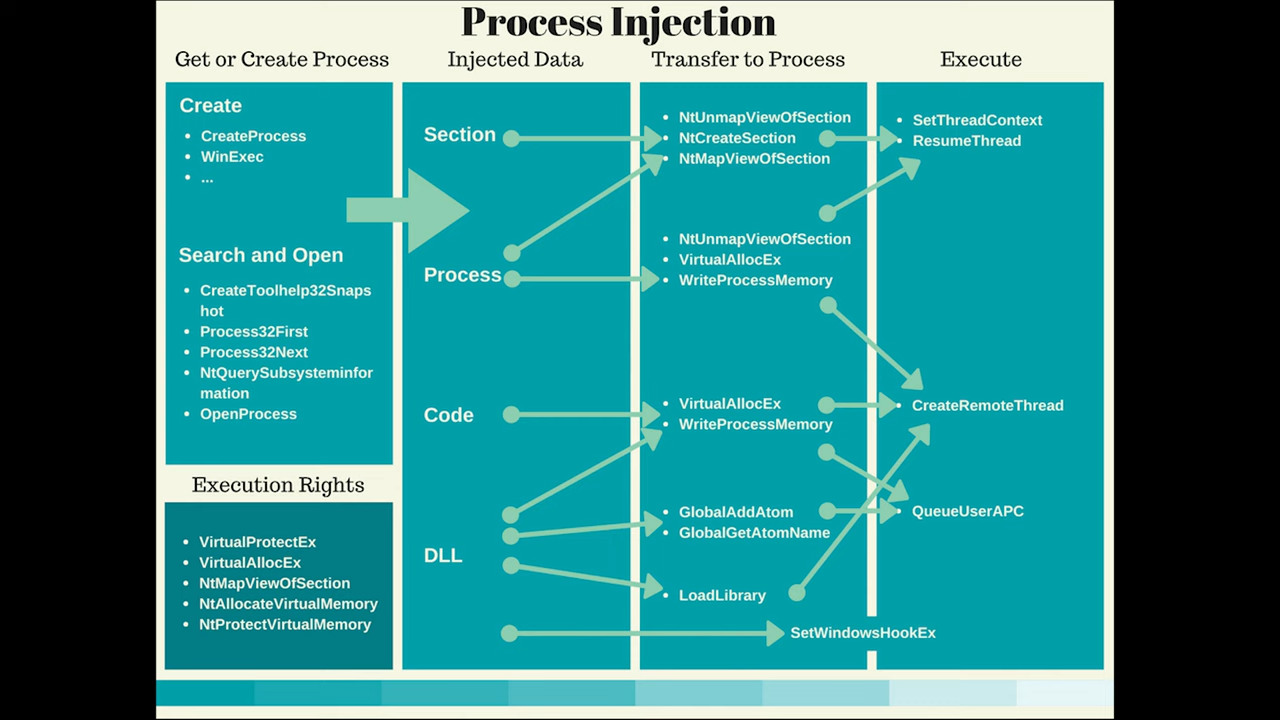 Process Injection
Get or Create Process
Injected Data
Transfer to Process
Execute
Create
• CreateProcess
• WinExec
• ...
Search and Open
• CreateToolhelp32Snaps
hot
• Process32First
• Process32Next
• NtQuerySubsysteminfor
mation
• OpenProcess
Execution Rights
• VirtualProtectEx
• VirtualAllocEx
• NtMapViewOfSection
• NtAllocateVirtualMemory
• NtProtectVirtualMemory
Section
Process
Code
DLL
• NtUnmapViewOfSection
• NtCreateSection
• NtMapViewOfSection
• NtUnmapViewOfSection
• VirtualAllocEx
• WriteProcessMemory
• VirtualAllocEx
• WriteProcessMemory
• GlobalAddAtom
• GlobalGetAtomName
• LoadLibrary
SetWindowsHookEx
• SetThreadContext
• ResumeThread
• CreateRemoteThread
• QueueUserAPC